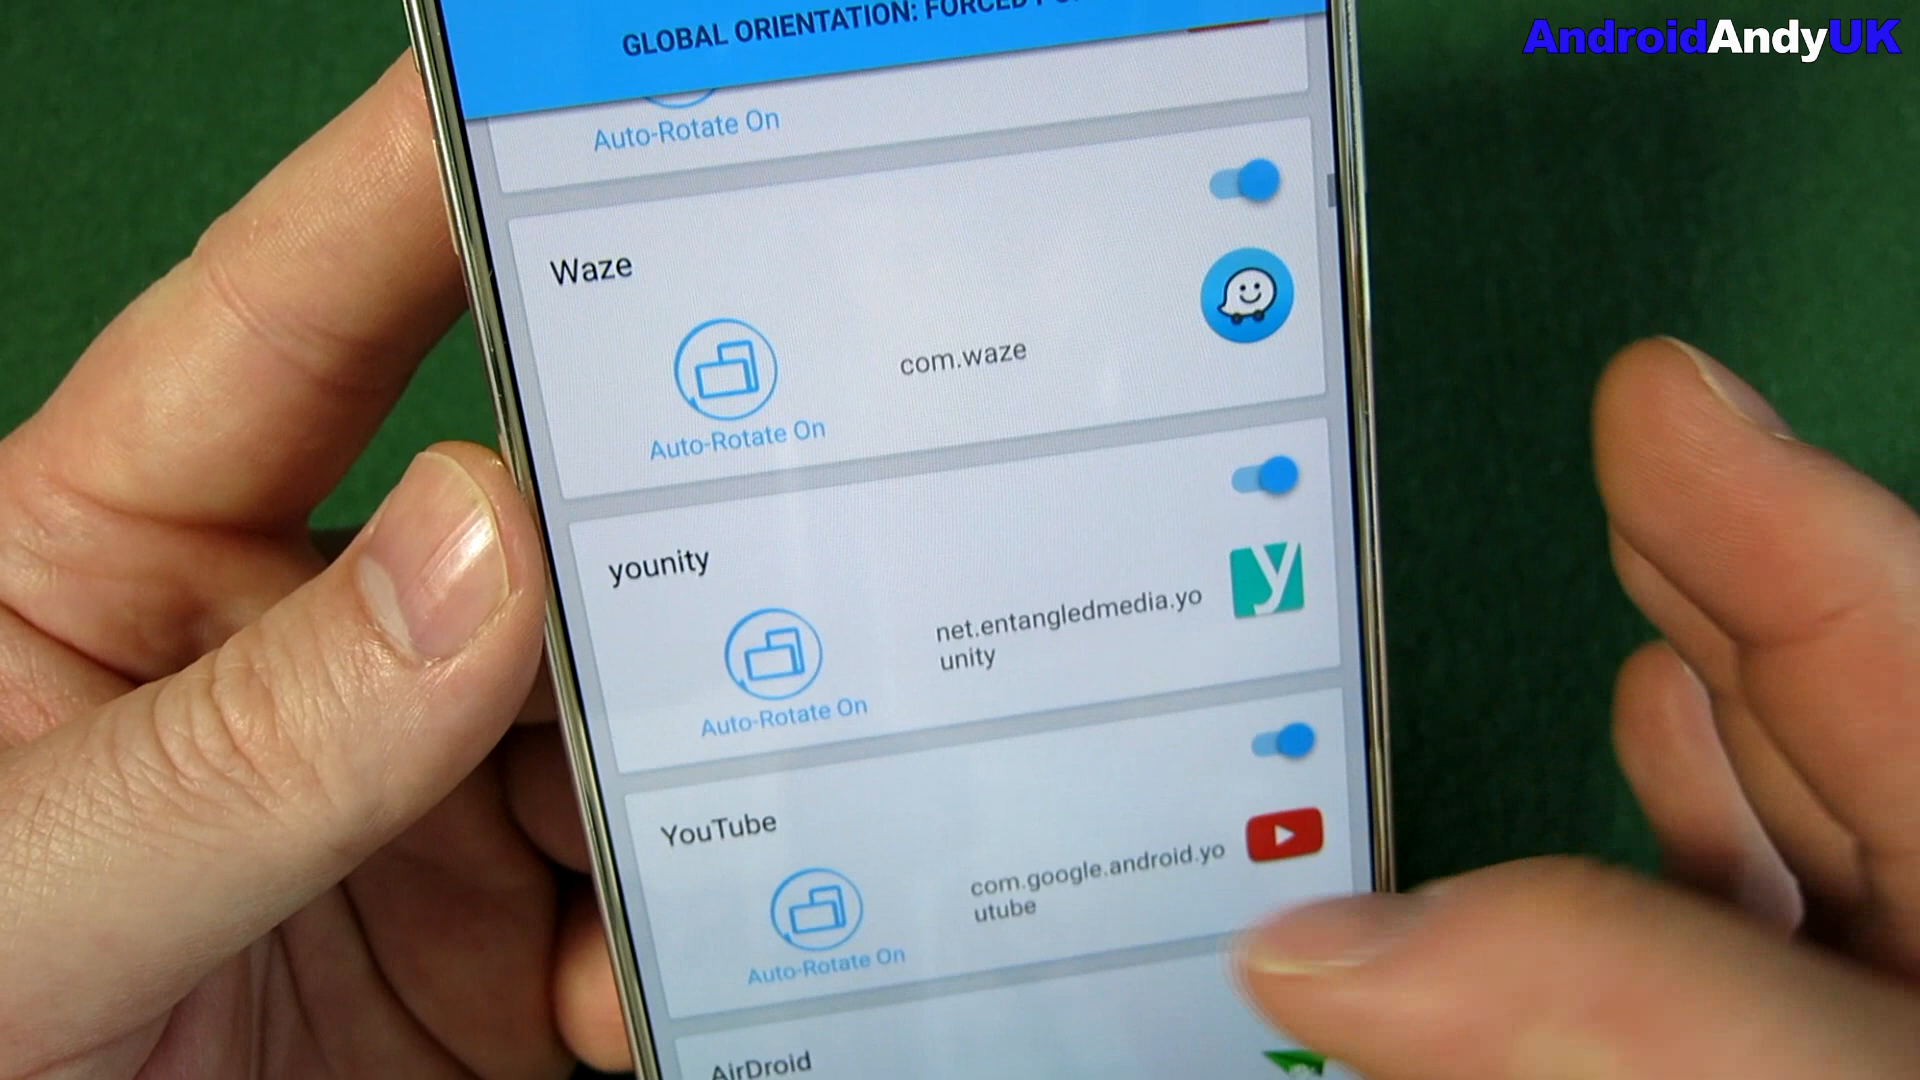 AndroidAndyUK
GLOBAL ORIENTATION: FORCED
Auto-Rotate On
Waze
com.waze
Auto-Rotate On
younity
net.entangledmedia.yo
unity
Auto-Rotate On
YouTube
com.google.android.yo
utube
Auto-Rotate On
AirDroid